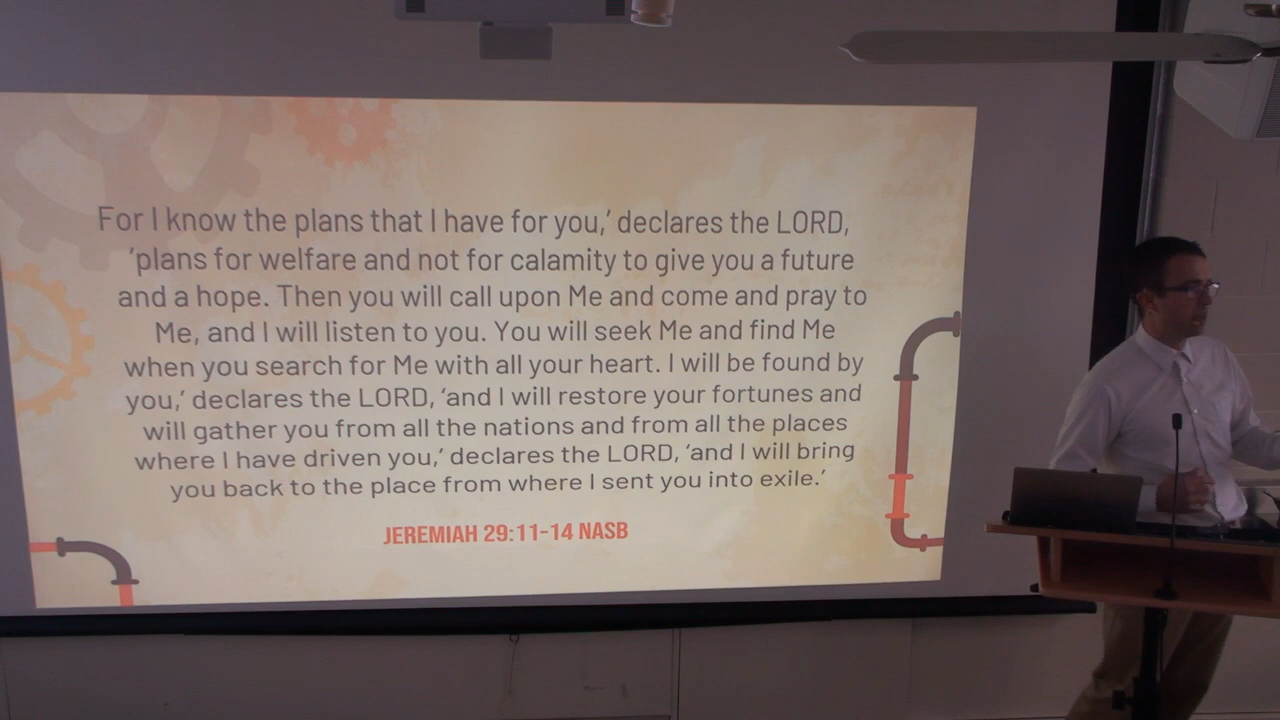 For I know the plans that I have for you,’ declares the LORD,
‘plans for welfare and not for calamity to give you a future
and a hope. Then you will call upon Me and come and pray to
Me, and I will listen to you. You will seek Me and find Me
when you search for Me with all your heart. I will be found by
you,’ declares the LORD, ‘and I will restore your fortunes and
will gather you from all the nations and from all the places
where I have driven you,’ declares the LORD, ‘and I will bring
you back to the place from where I sent you into exile.’
JEREMIAH 29:11-14 NASB